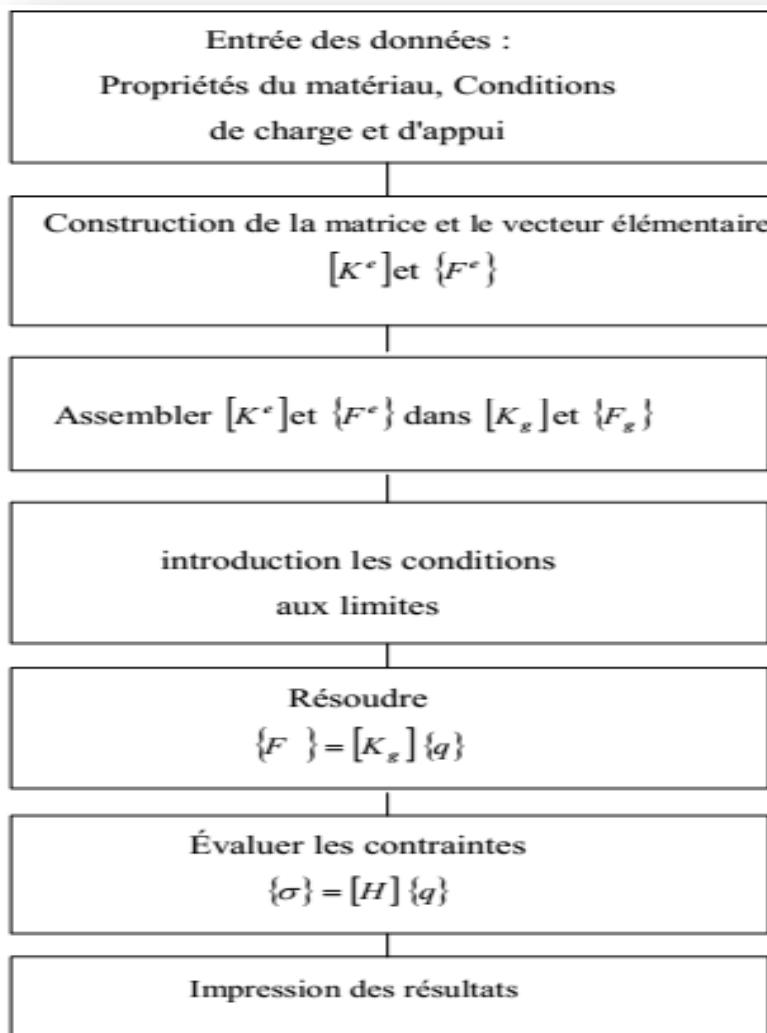 Entrée des données :
Propriétés du matériau, Conditions
de charge et d'appui
Construction de la matrice et le vecteur élémentaire
[K^e] et {F^e}
Assembler [K^e] et {F^e} dans [K_g] et {F_g}
introduction les conditions
aux limites
Résoudre
{F } = [K_g] {q}
Évaluer les contraintes
{σ} = [H] {q}
Impression des résultats